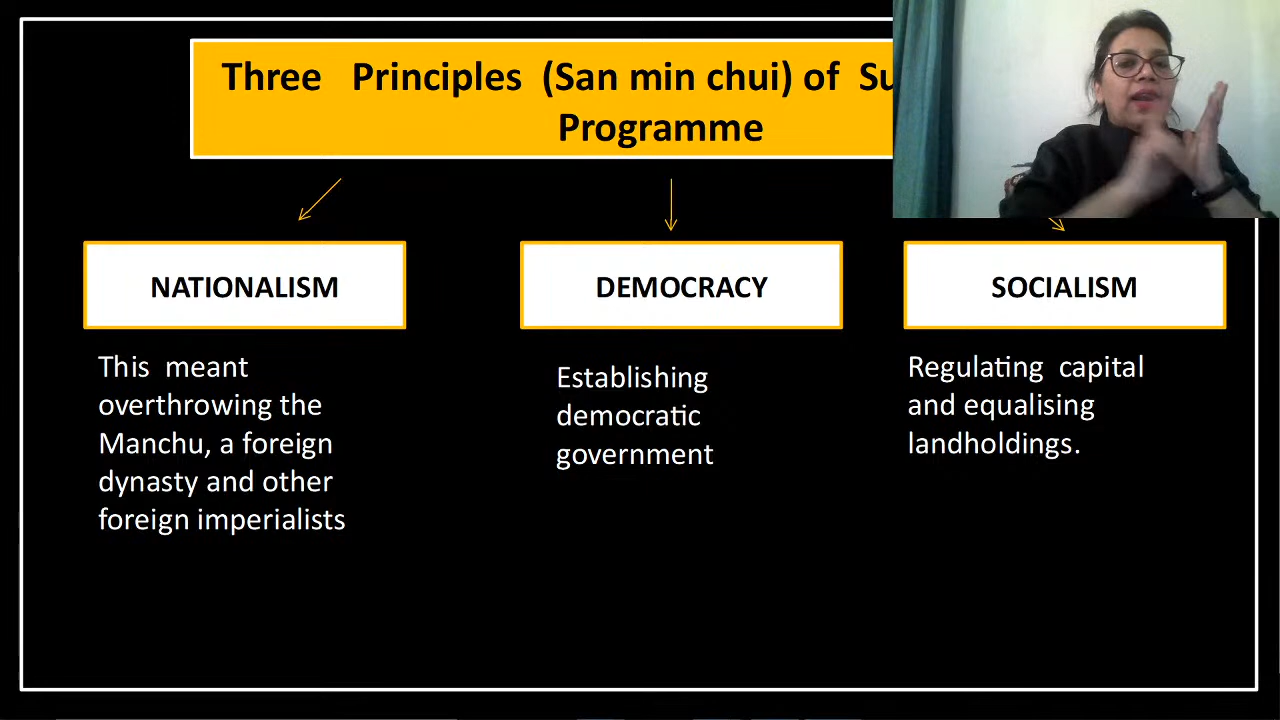 Three Principles (San min chui) of
Programme
NATIONALISM
DEMOCRACY
SOCIALISM
This meant
overthrowing the
Manchu, a foreign
dynasty and other
foreign imperialists
Establishing
democratic
government
Regulating capital
and equalising
landholdings.